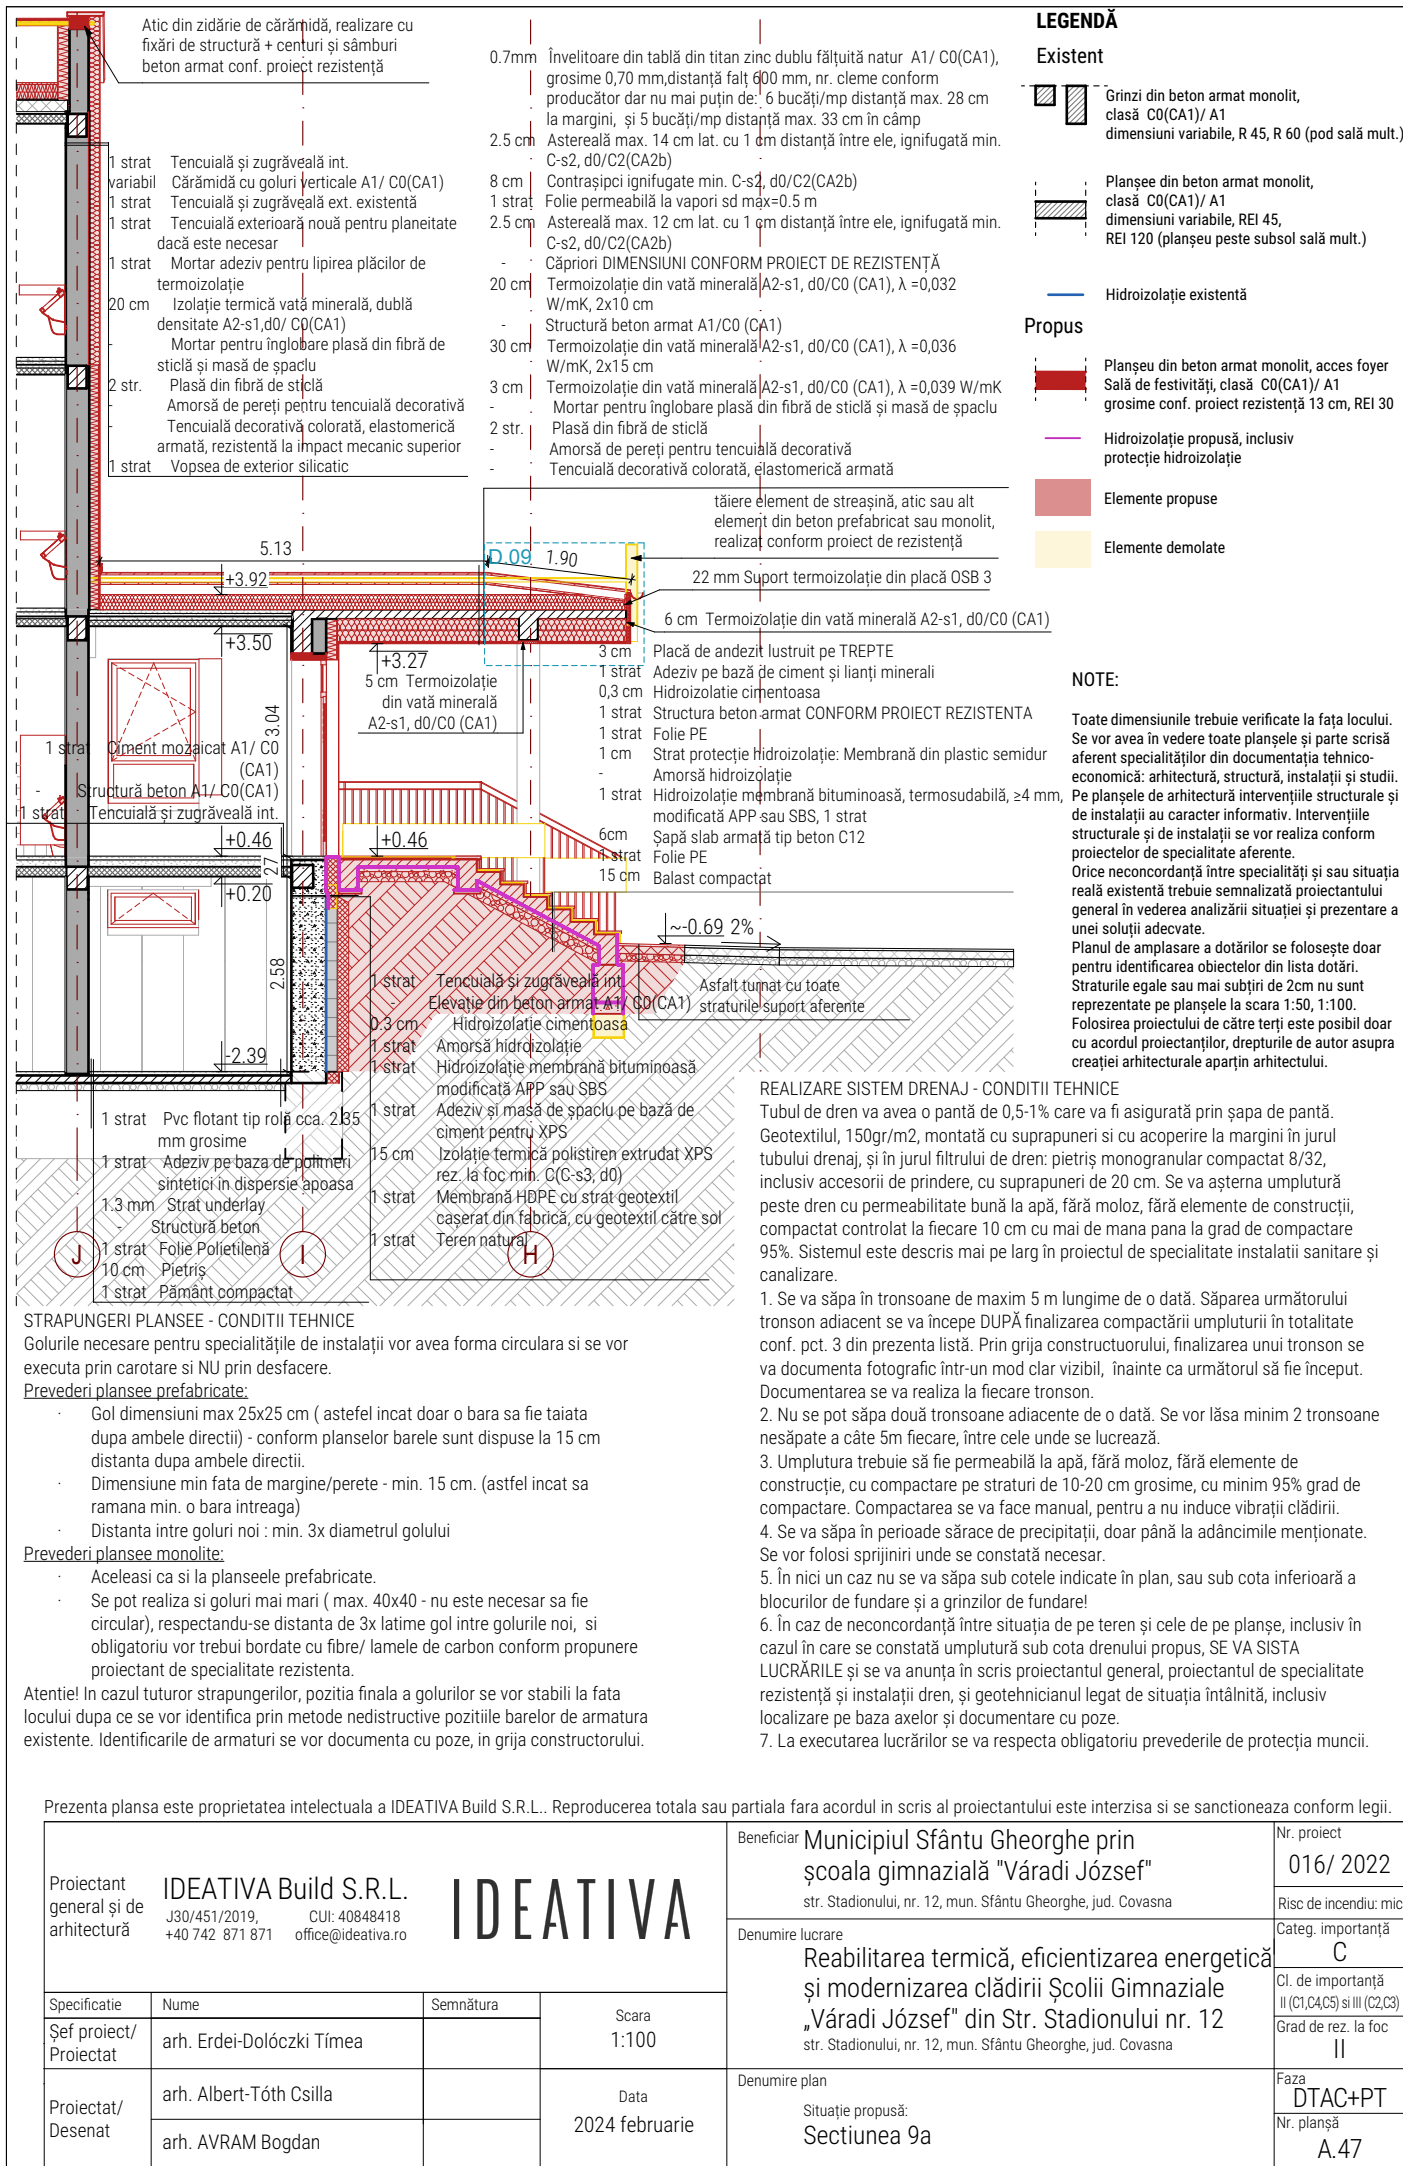 Atic din zidărie de cărămidă, realizare cu
fixări de structură + centuri și sâmburi
beton armat conf. proiect rezistență
1 strat Tencuială și zugrăveală int.
variabil Cărămidă cu goluri verticale A1/ C0(CA1)
1 strat Tencuială și zugrăveală ext. existentă
1 strat Tencuială exterioară nouă pentru planeitate
dacă este necesar
1 strat Mortar adeziv pentru lipirea plăcilor de
termoizolație
20 cm Izolație termică vată minerală, dublă
densitate A2-s1,d0/ C0(CA1)
- Mortar pentru înglobare plasă din fibră de
sticlă și masă de șpaclu
2 str. Plasă din fibră de sticlă
- Amorsă de pereți pentru tencuială decorativă
- Tencuială decorativă colorată, elastomerică
armată, rezistentă la impact mecanic superior
1 strat Vopsea de exterior silicatic
0.7mm Învelitoare din tablă din titan zinc dublu fălțuită natur A1/ C0(CA1),
grosime 0,70 mm,distanță falț 600 mm, nr. cleme conform
producător dar nu mai puțin de: 6 bucăți/mp distanță max. 28 cm
la margini, și 5 bucăți/mp distanță max. 33 cm în câmp
2.5 cm Astereală max. 14 cm lat. cu 1 cm distanță între ele, ignifugată min.
C-s2, d0/C2(CA2b)
8 cm Contrașipci ignifugate min. C-s2, d0/C2(CA2b)
1 strat Folie permeabilă la vapori sd max=0.5 m
2.5 cm Astereală max. 12 cm lat. cu 1 cm distanță între ele, ignifugată min.
C-s2, d0/C2(CA2b)
- Căpriori DIMENSIUNI CONFORM PROIECT DE REZISTENȚĂ
20 cm Termoizolație din vată minerală A2-s1, d0/C0 (CA1), λ =0,032
W/mK, 2x10 cm
- Structură beton armat A1/C0 (CA1)
30 cm Termoizolație din vată minerală A2-s1, d0/C0 (CA1), λ =0,036
W/mK, 2x15 cm
3 cm Termoizolație din vată minerală A2-s1, d0/C0 (CA1), λ =0,039 W/mK
- Mortar pentru înglobare plasă din fibră de sticlă și masă de șpaclu
2 str. Plasă din fibră de sticlă
- Amorsă de pereți pentru tencuială decorativă
- Tencuială decorativă colorată, elastomerică armată
LEGENDĂ
Existent
Grinzi din beton armat monolit,
clasă C0(CA1)/ A1
dimensiuni variabile, R 45, R 60 (pod sală mult.)
Planșee din beton armat monolit,
clasă C0(CA1)/ A1
dimensiuni variabile, REI 45,
REI 120 (planșeu peste subsol sală mult.)
Hidroizolație existentă
Propus
Planșeu din beton armat monolit, acces foyer
Sală de festivități, clasă C0(CA1)/ A1
grosime conf. proiect rezistență 13 cm, REI 30
Hidroizolație propusă, inclusiv
protecție hidroizolație
Elemente propuse
Elemente demolate
tăiere element de streașină, atic sau alt
element din beton prefabricat sau monolit,
realizat conform proiect de rezistență
22 mm Suport termoizolație din placă OSB 3
6 cm Termoizolație din vată minerală A2-s1, d0/C0 (CA1)
5.13
D.09 1.90
+3.92
+3.50
+3.27
5 cm Termoizolație
din vată minerală
A2-s1, d0/C0 (CA1)
3.04
1 strat Ciment mozaicat A1/ C0
(CA1)
- Structură beton A1/ C0(CA1)
1 strat Tencuială și zugrăveală int.
+0.46
+0.46
27
+0.20
2.58
-2.39
~-0.69 2%
3 cm Placă de andezit lustruit pe TREPTE
1 strat Adeziv pe bază de ciment și lianți minerali
0,3 cm Hidroizolatie cimentoasa
1 strat Structura beton armat CONFORM PROIECT REZISTENTA
1 strat Folie PE
1 cm Strat protecție hidroizolație: Membrană din plastic semidur
- Amorsă hidroizolație
1 strat Hidroizolație membrană bituminoasă, termosudabilă, ≥4 mm,
modificată APP sau SBS, 1 strat
6cm Șapă slab armată tip beton C12
1 strat Folie PE
15 cm Balast compactat
NOTE:
Toate dimensiunile trebuie verificate la fața locului.
Se vor avea în vedere toate planșele și parte scrisă
aferent specialităților din documentația tehnico-
economică: arhitectură, structură, instalații și studii.
Pe planșele de arhitectură intervențiile structurale și
de instalații au caracter informativ. Intervențiile
structurale și de instalații se vor realiza conform
proiectelor de specialitate aferente.
Orice neconcordanță între specialități și sau situația
reală existentă trebuie semnalizată proiectantului
general în vederea analizării situației și prezentare a
unei soluții adecvate.
Planul de amplasare a dotărilor se folosește doar
pentru identificarea obiectelor din lista dotări.
Straturile egale sau mai subțiri de 2cm nu sunt
reprezentate pe planșele la scara 1:50, 1:100.
Folosirea proiectului de către terți este posibil doar
cu acordul proiectanților, drepturile de autor asupra
creației arhitecturale aparțin arhitectului.
Asfalt turnat cu toate
straturile suport aferente
1 strat Tencuială si zugrăveală int
- Elevație din beton armat A1/ C0(CA1)
0.3 cm Hidroizolatie cimentoasa
1 strat Amorsă hidroizolație
1 strat Hidroizolație membrană bituminoasă
modificată APP sau SBS
1 strat Adeziv și masă de șpaclu pe bază de
ciment pentru XPS
15 cm Izolație termică polistiren extrudat XPS
rez. la foc min. C(C-s3, d0)
1 strat Membrană HDPE cu strat geotextil
cașerat din fabrică, cu geotextil către sol
1 strat Teren natural
1 strat Pvc flotant tip rolă cca. 2.35
mm grosime
1 strat Adeziv pe baza de polimeri
sintetici in dispersie apoasa
1.3 mm Strat underlay
- Structură beton
1 strat Folie Polietilenă
10 cm Pietriș
1 strat Pământ compactat
J
I
H
REALIZARE SISTEM DRENAJ - CONDITII TEHNICE
Tubul de dren va avea o pantă de 0,5-1% care va fi asigurată prin șapa de pantă.
Geotextilul, 150gr/m2, montată cu suprapuneri si cu acoperire la margini în jurul
tubului drenaj, și în jurul filtrului de dren: pietriș monogranular compactat 8/32,
inclusiv accesorii de prindere, cu suprapuneri de 20 cm. Se va așterna umplutură
peste dren cu permeabilitate bună la apă, fără moloz, fără elemente de construcții,
compactat controlat la fiecare 10 cm cu mai de mana pana la grad de compactare
95%. Sistemul este descris mai pe larg în proiectul de specialitate instalatii sanitare și
canalizare.
1. Se va săpa în tronsoane de maxim 5 m lungime de o dată. Săparea următorului
tronson adiacent se va începe DUPĂ finalizarea compactării umpluturii în totalitate
conf. pct. 3 din prezenta listă. Prin grija constructuorului, finalizarea unui tronson se
va documenta fotografic într-un mod clar vizibil, înainte ca următorul să fie început.
Documentarea se va realiza la fiecare tronson.
2. Nu se pot săpa două tronsoane adiacente de o dată. Se vor lăsa minim 2 tronsoane
nesăpate a câte 5m fiecare, între cele unde se lucrează.
3. Umplutura trebuie să fie permeabilă la apă, fără moloz, fără elemente de
construcție, cu compactare pe straturi de 10-20 cm grosime, cu minim 95% grad de
compactare. Compactarea se va face manual, pentru a nu induce vibrații clădirii.
4. Se va săpa în perioade sărace de precipitații, doar până la adâncimile menționate.
Se vor folosi sprijiniri unde se constată necesar.
5. În nici un caz nu se va săpa sub cotele indicate în plan, sau sub cota inferioară a
blocurilor de fundare și a grinzilor de fundare!
6. În caz de neconcordanță între situația de pe teren și cele de pe planșe, inclusiv în
cazul în care se constată umplutură sub cota drenului propus, SE VA SISTA
LUCRĂRILE și se va anunța în scris proiectantul general, proiectantul de specialitate
rezistență și instalații dren, și geotehnicianul legat de situația întâlnită, inclusiv
localizare pe baza axelor și documentare cu poze.
7. La executarea lucrărilor se va respecta obligatoriu prevederile de protecția muncii.
STRAPUNGERI PLANSEE - CONDITII TEHNICE
Golurile necesare pentru specialitățile de instalații vor avea forma circulara si se vor
executa prin carotare si NU prin desfacere.
Prevederi plansee prefabricate:
· Gol dimensiuni max 25x25 cm ( astefel incat doar o bara sa fie taiata
dupa ambele directii) - conform planselor barele sunt dispuse la 15 cm
distanta dupa ambele directii.
· Dimensiune min fata de margine/perete - min. 15 cm. (astfel incat sa
ramana min. o bara intreaga)
· Distanta intre goluri noi : min. 3x diametrul golului
Prevederi plansee monolite:
· Aceleasi ca si la planseele prefabricate.
· Se pot realiza si goluri mai mari ( max. 40x40 - nu este necesar sa fie
circular), respectandu-se distanta de 3x latime gol intre golurile noi, si
obligatoriu vor trebui bordate cu fibre/ lamele de carbon conform propunere
proiectant de specialitate rezistenta.
Atentie! In cazul tuturor strapungerilor, pozitia finala a golurilor se vor stabili la fata
locului dupa ce se vor identifica prin metode nedistructive pozitiile barelor de armatura
existente. Identificarile de armaturi se vor documenta cu poze, in grija constructorului.
Prezenta plansa este proprietatea intelectuala a IDEATIVA Build S.R.L.. Reproducerea totala sau partiala fara acordul in scris al proiectantului este interzisa si se sanctioneaza conform legii.
Proiectant
general și de
arhitectură
IDEATIVA Build S.R.L.
J30/451/2019, CUI: 40848418
+40 742 871 871 office@ideativa.ro
IDEATIVA
Beneficiar Municipiul Sfântu Gheorghe prin
școala gimnazială "Váradi József"
str. Stadionului, nr. 12, mun. Sfântu Gheorghe, jud. Covasna
Nr. proiect
016/ 2022
Risc de incendiu: mic
Denumire lucrare
Reabilitarea termică, eficientizarea energetică
și modernizarea clădirii Școlii Gimnaziale
„Váradi József" din Str. Stadionului nr. 12
str. Stadionului, nr. 12, mun. Sfântu Gheorghe, jud. Covasna
Categ. importanță
C
Cl. de importanță
II (C1,C4,C5) si III (C2,C3)
Grad de rez. la foc
II
Specificatie Nume Semnătura
Șef proiect/
Proiectat
arh. Erdei-Dolóczki Tímea
Scara
1:100
Proiectat/
Desenat
arh. Albert-Tóth Csilla
arh. AVRAM Bogdan
Data
2024 februarie
Denumire plan
Situație propusă:
Sectiunea 9a
Faza
DTAC+PT
Nr. planșă
A.47